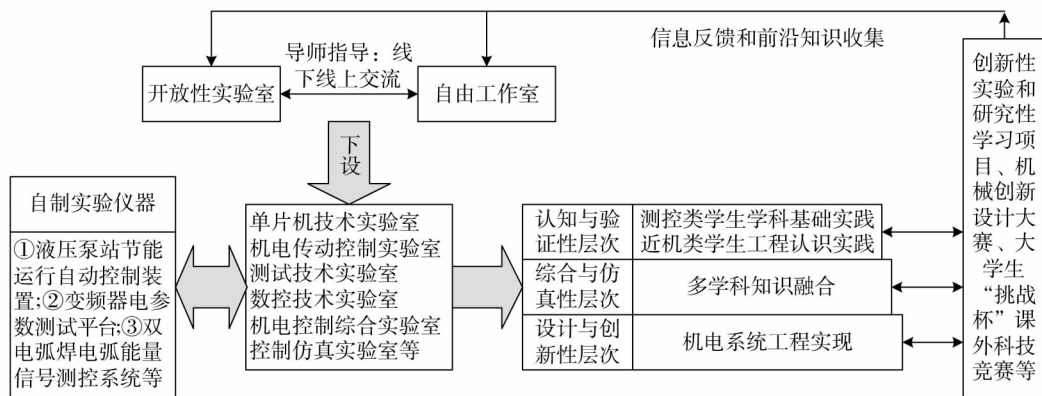 信息反馈和前沿知识收集
导师指导：线
下线上交流
开放性实验室
自由工作室
下
设
自制实验仪器
①液压泵站节能
运行自动控制装
置;②变频器电参
数测试平台;③双
电弧焊电弧能量
信号测控系统等
单片机技术实验室
机电传动控制实验室
测试技术实验室
数控技术实验室
机电控制综合实验室
控制仿真实验室等
认知与验
证性层次
测控类学生学科基础实践
近机类学生工程认识实践
综合与仿
真性层次
多学科知识融合
设计与创
新性层次
机电系统工程实现
创新性
实验和
研究性
学习项
目、机
械创新
设计大
赛、大
学生
“挑战
杯”课
外科技
竞赛等